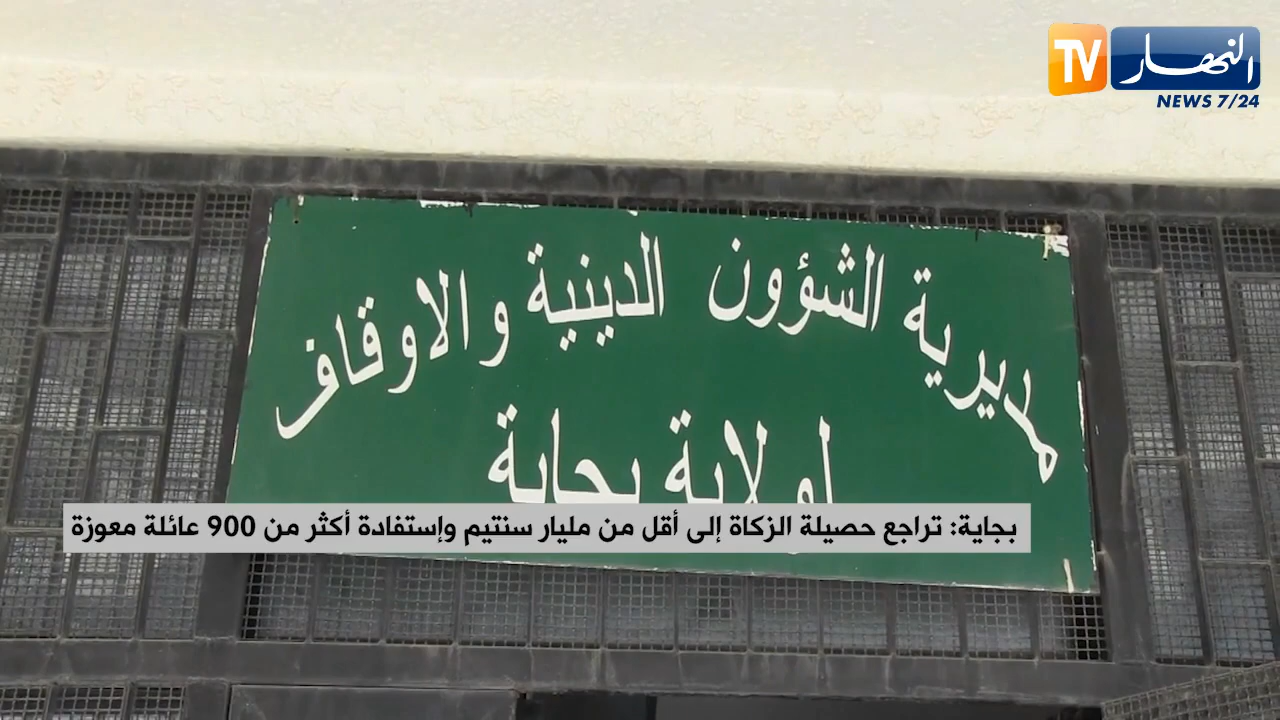 TV النهار
NEWS 7/24
مديرية الشؤون الدينية والاوقاف
لولاية بجاية
بجاية: تراجع حصيلة الزكاة إلى أقل من مليار سنتيم وإستفادة أكثر من 900 عائلة معوزة